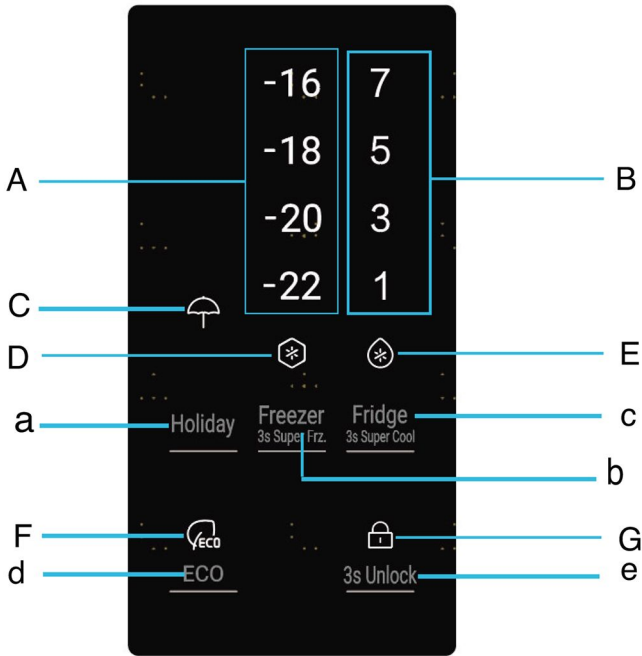 -16 7
-18 5
A B
-20 3
-22 1
C
D E
a Holiday Freezer Fridge c
3s Super Frz. 3s Super Cool
b
F ECO G
d ECO 3s Unlock e